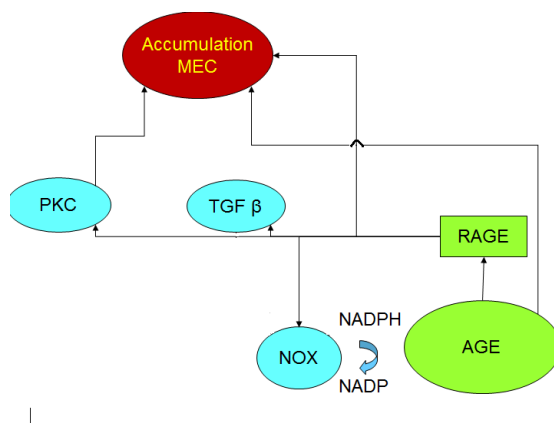 Accumulation
MEC
PKC
TGF β
RAGE
NADPH
NOX
AGE
NADP